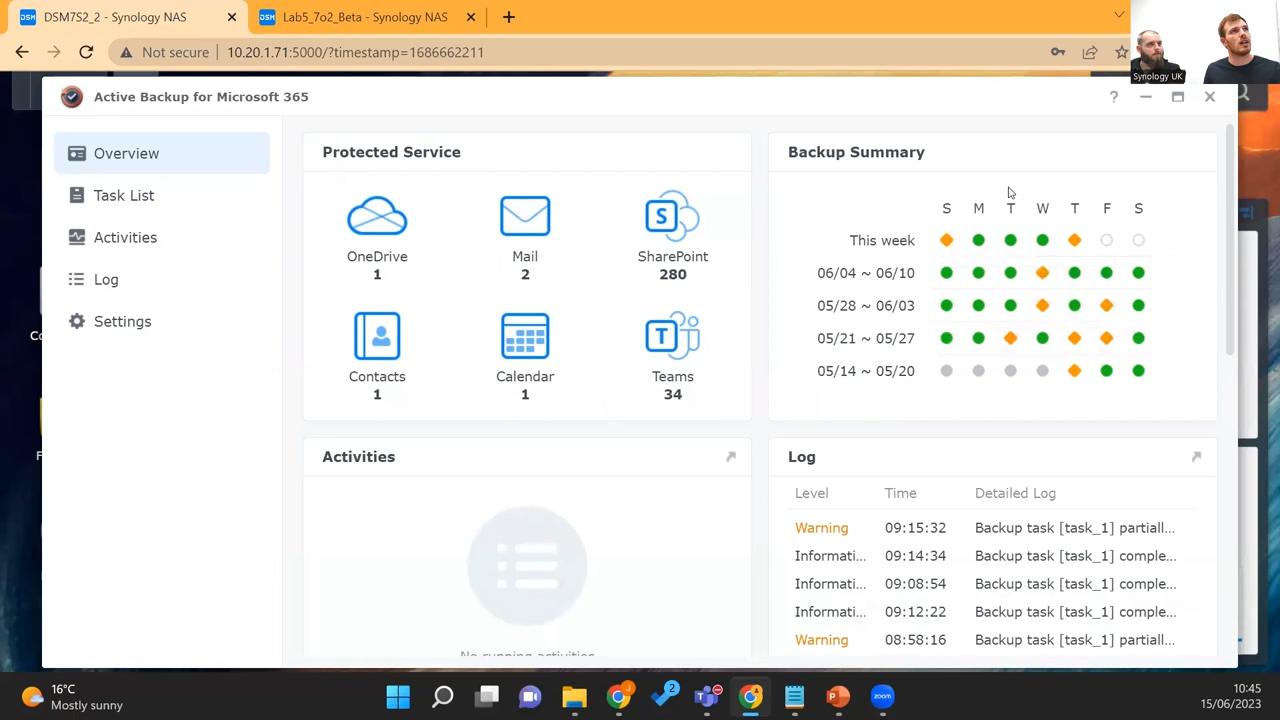 DSM7S2_2 - Synology NAS
Lab5_7o2_Beta - Synology NAS
Not secure
10.20.1.71:5000/?timestamp=1686662211
Synology UK
Active Backup for Microsoft 365
Overview
Task List
Activities
Log
Settings
Protected Service
OneDrive
1
Mail
2
SharePoint
280
Contacts
1
Calendar
1
Teams
34
Backup Summary
S M T W T F S
This week
06/04 ~ 06/10
05/28 ~ 06/03
05/21 ~ 05/27
05/14 ~ 05/20
Activities
No running activities
Log
Level Time Detailed Log
Warning 09:15:32 Backup task [task_1] partiall...
Informati... 09:14:34 Backup task [task_1] comple...
Informati... 09:08:54 Backup task [task_1] comple...
Informati... 09:12:22 Backup task [task_1] comple...
Warning 08:58:16 Backup task [task_1] partiall...
16°C
Mostly sunny
2
zoom
10:45
15/06/2023